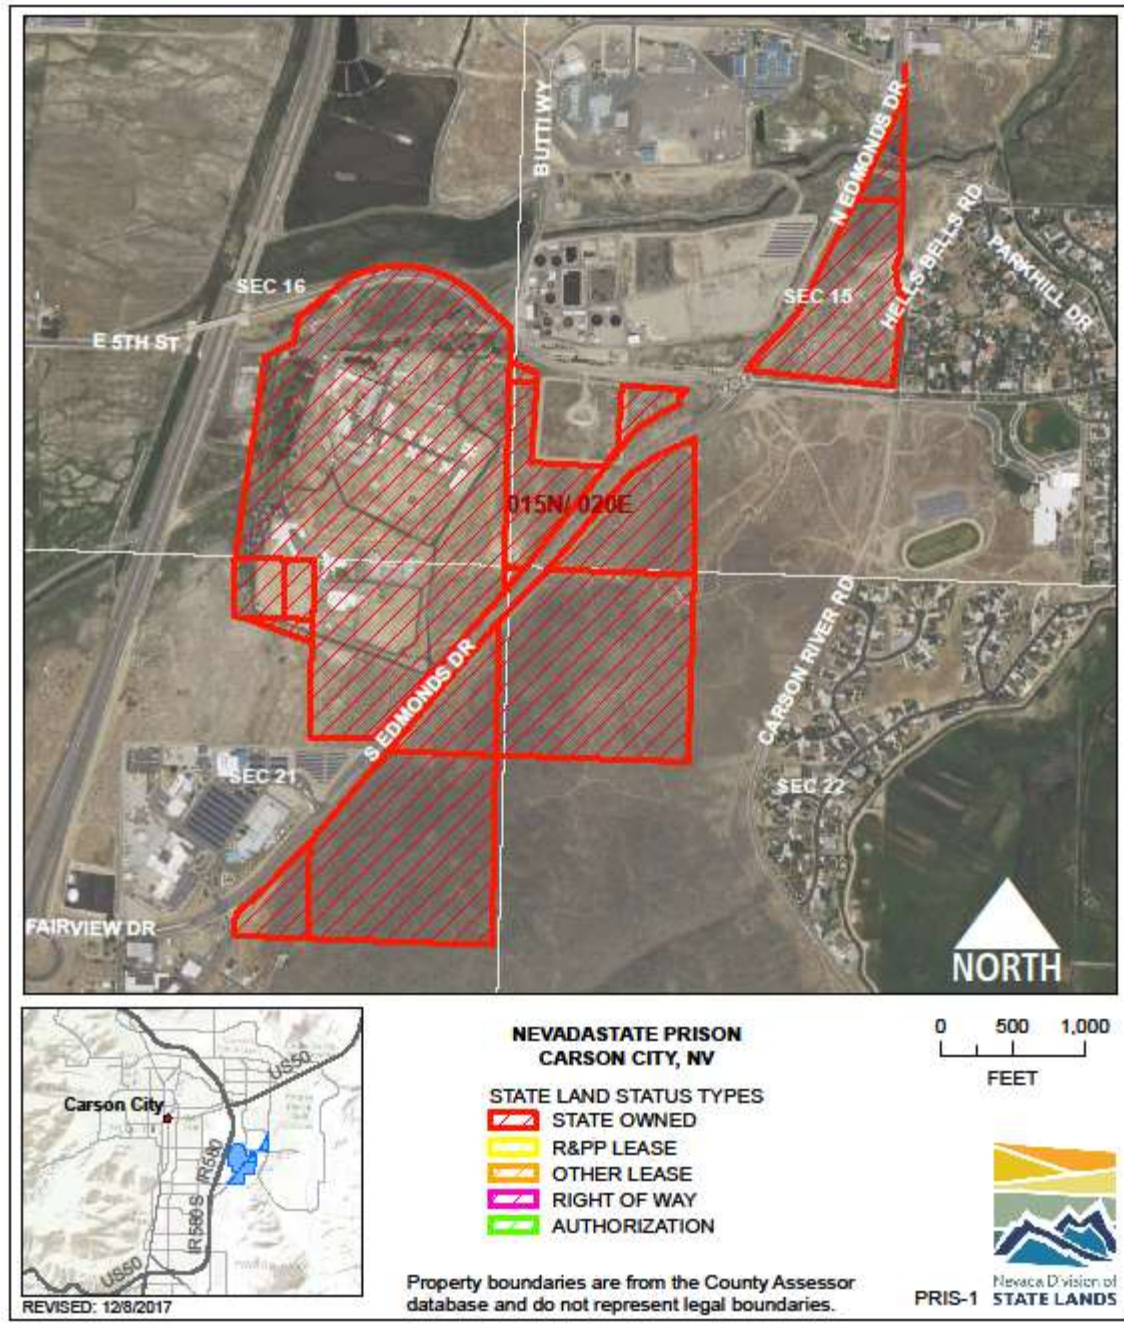 BUTTI WY
N EDMONDS DR
HELLS BELLS RD
PARKHILL DR
SEC 16
SEC 15
E 5TH ST
015N/ 020E
S EDMONDS DR
CARSON RIVER RD
SEC 21
SEC 22
FAIRVIEW DR
NORTH
US50
Carson City
IR580
IR580 S
US50
REVISED: 12/8/2017
NEVADASTATE PRISON
CARSON CITY, NV
STATE LAND STATUS TYPES
STATE OWNED
R&PP LEASE
OTHER LEASE
RIGHT OF WAY
AUTHORIZATION
Property boundaries are from the County Assessor
database and do not represent legal boundaries.
0 500 1,000
FEET
PRIS-1
Nevada Division of
STATE LANDS